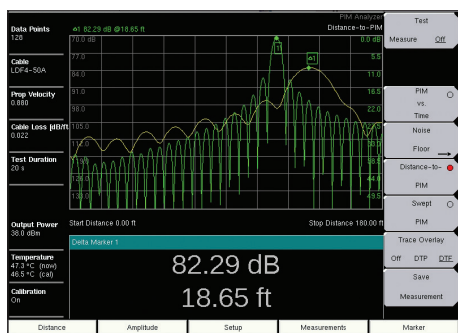 PIM Analyzer
Data Points
128
▵1 82.29 dB @18.65 ft
Distance-to-PIM
70.0 dB
0.0 dB
77.0
5.5
84.0
11.0
91.0
16.5
98.0
22.0
105.0
112.0
119.0
126.0
44.0
133.0
49.5
1
▵1
Cable
LDF4-50A
Prop Velocity
0.880
Cable Loss [dB/ft]
0.022
Test Duration
20 s
Output Power
38.0 dBm
Temperature
47.3 °C (now)
46.5 °C (cal)
Calibration
On
Start Distance 0.00 ft
Stop Distance 180.00 ft
Delta Marker 1
82.29 dB
18.65 ft
Test
Measure Off
PIM
vs.
Time
Noise
Floor
Distance-to-
PIM
Swept
PIM
Trace Overlay
Off DTP DTF
Save
Measurement
Distance
Amplitude
Setup
Measurements
Marker